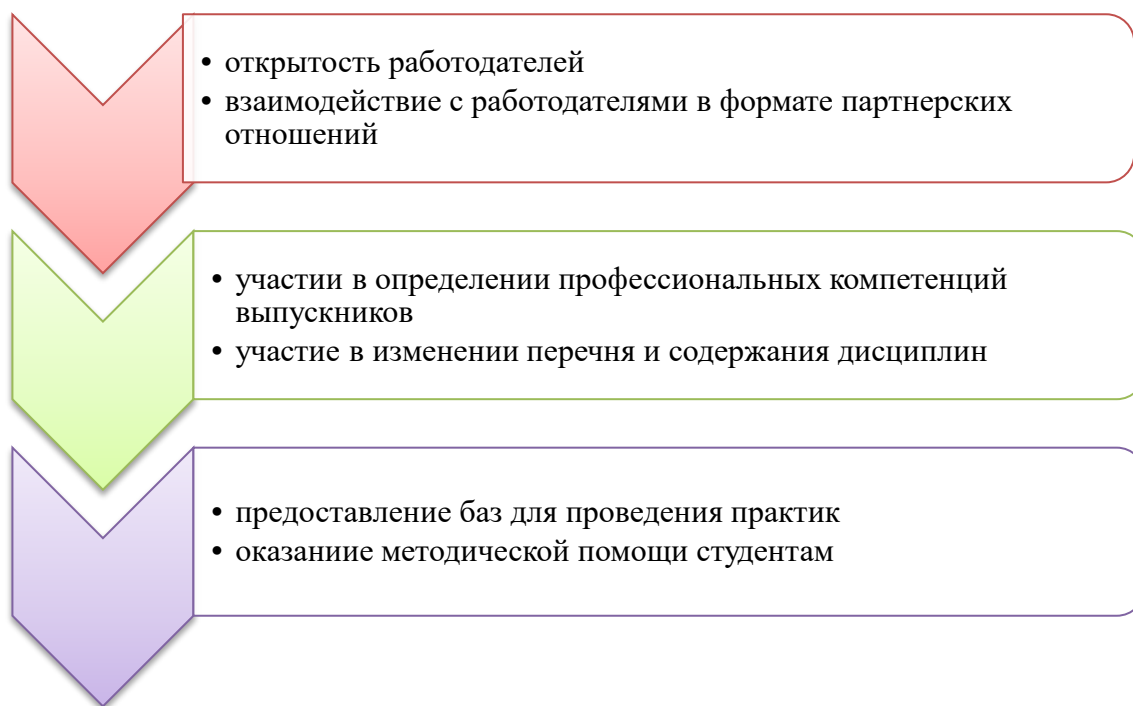 • открытость работодателей
• взаимодействие с работодателями в формате партнерских
отношений
• участии в определении профессиональных компетенций
выпускников
• участие в изменении перечня и содержания дисциплин
• предоставление баз для проведения практик
• оказаниие методической помощи студентам